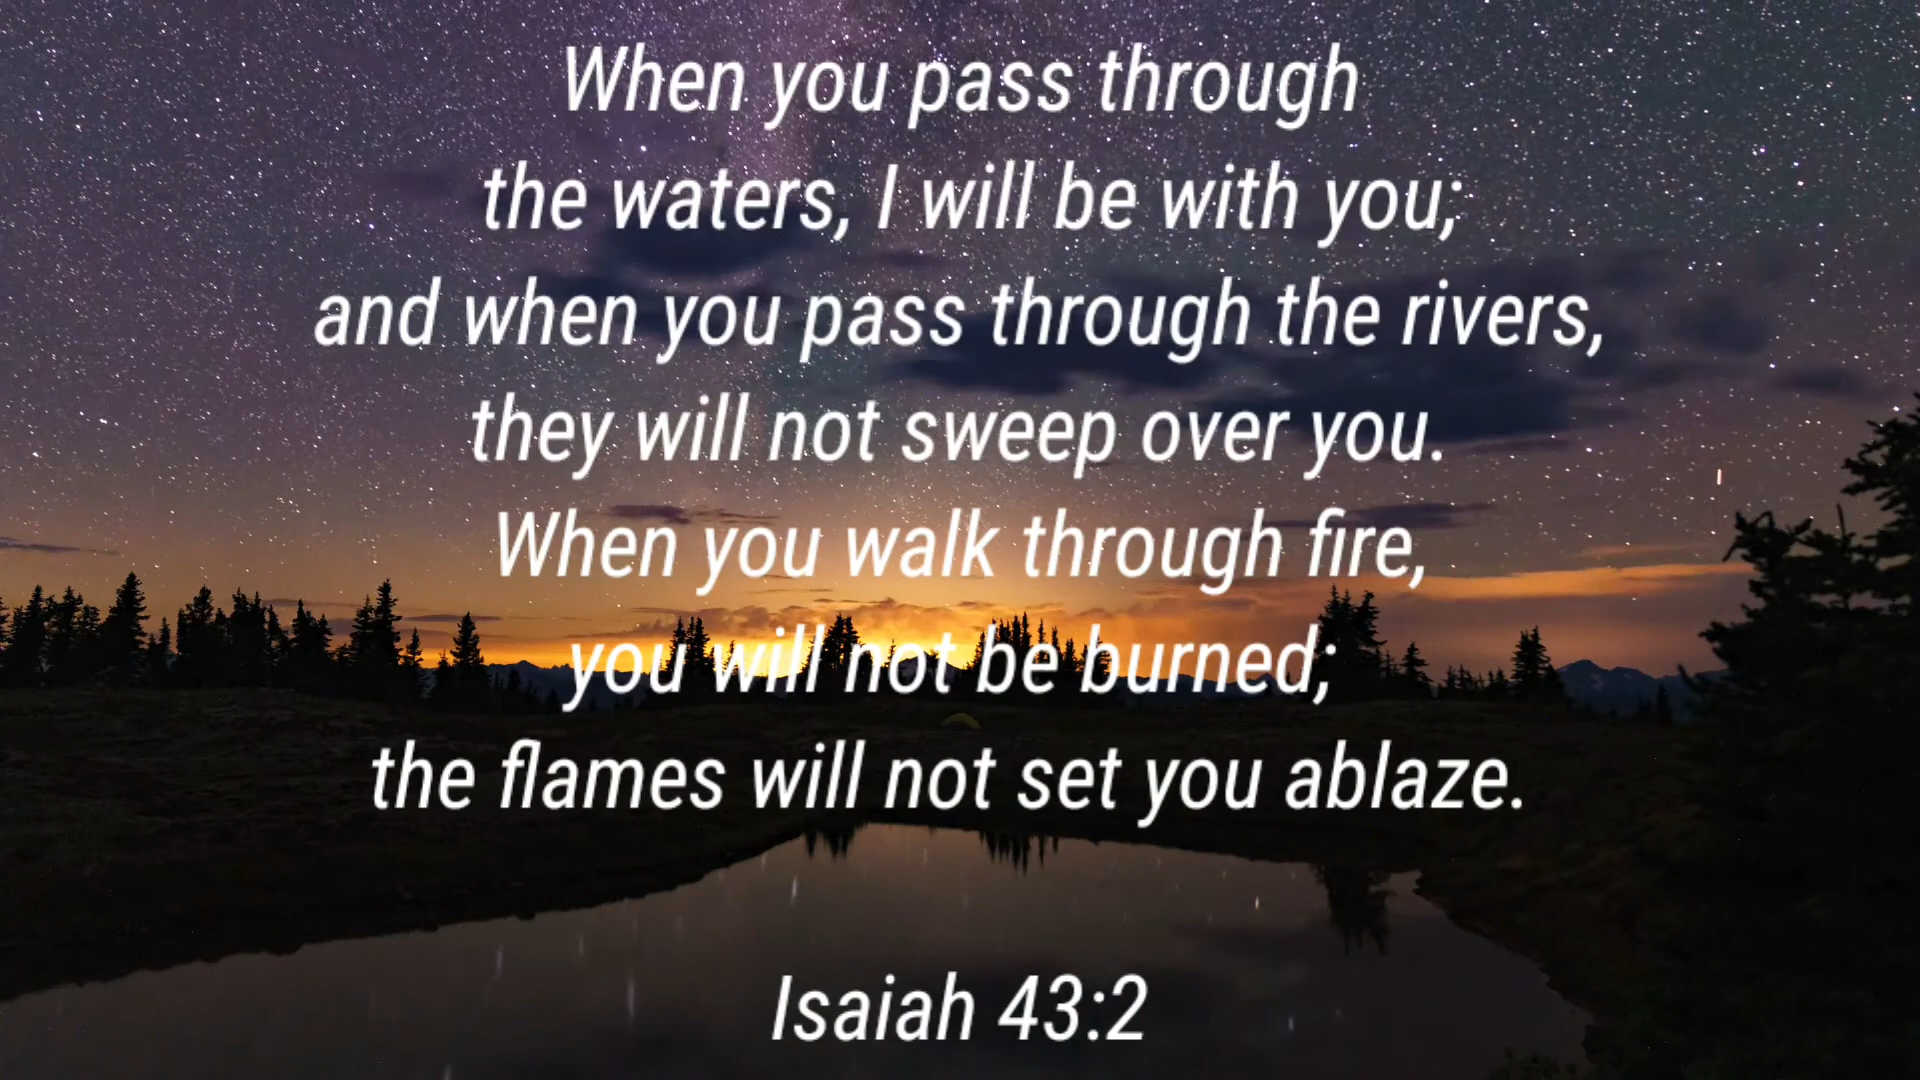 When you pass through
the waters, I will be with you;
and when you pass through the rivers,
they will not sweep over you.
When you walk through fire,
you will not be burned;
the flames will not set you ablaze.
Isaiah 43:2